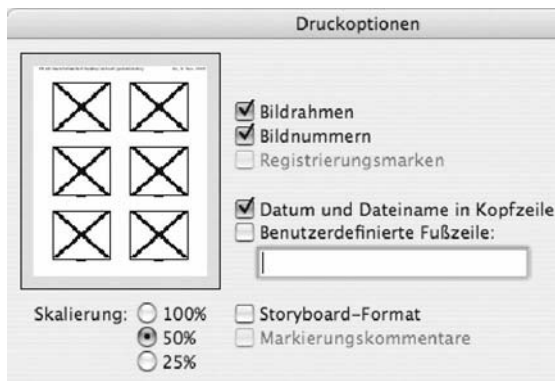 Druckoptionen
Bildrahmen
Bildnummern
Registrierungsmarken
Datum und Dateiname in Kopfzeile
Benutzerdefinierte Fußzeile:
Skalierung: 100%
50%
25%
Storyboard-Format
Markierungskommentare